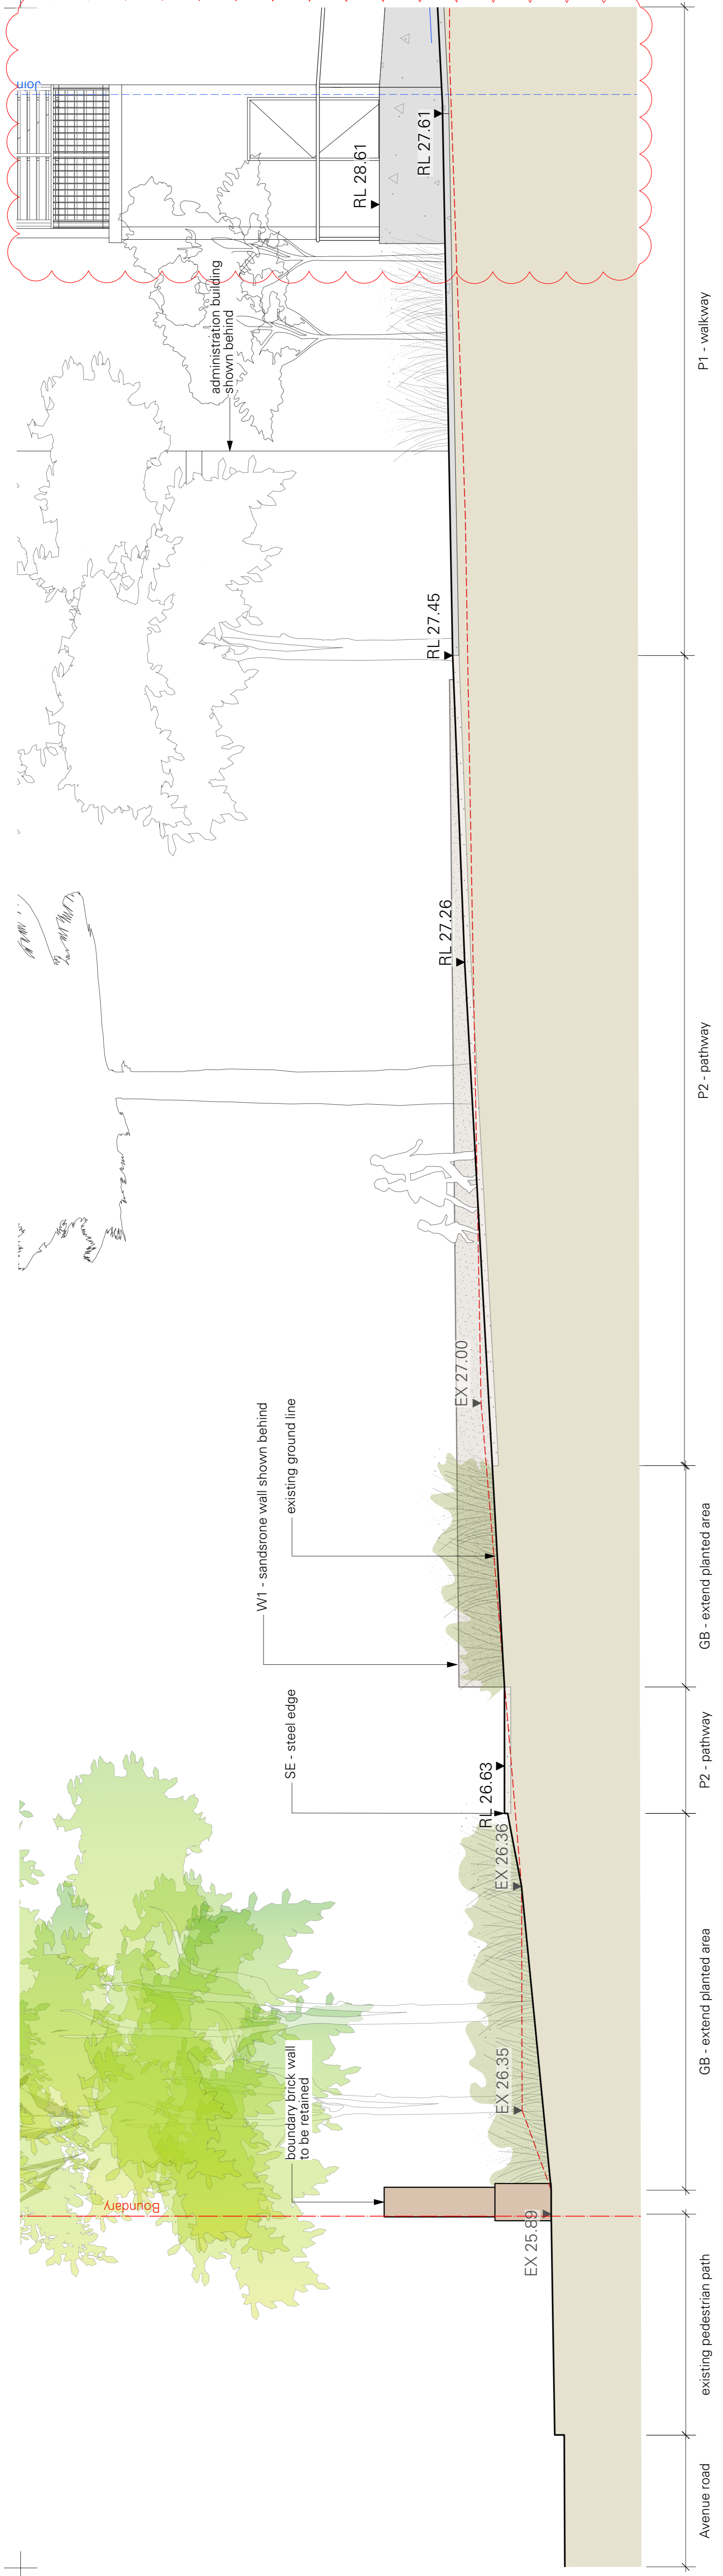 Join
RL 28.61
RL 27.61
administration building
shown behind
RL 27.45
RL 27.26
EX 27.00
W1 - sandsrone wall shown behind
existing ground line
SE - steel edge
RL 26.63
EX 26.36
EX 26.35
boundary brick wall
to be retained
Boundary
EX 25.89
Avenue road
existing pedestrian path
GB - extend planted area
P2 - pathway
GB - extend planted area
P2 - pathway
P1 - walkway